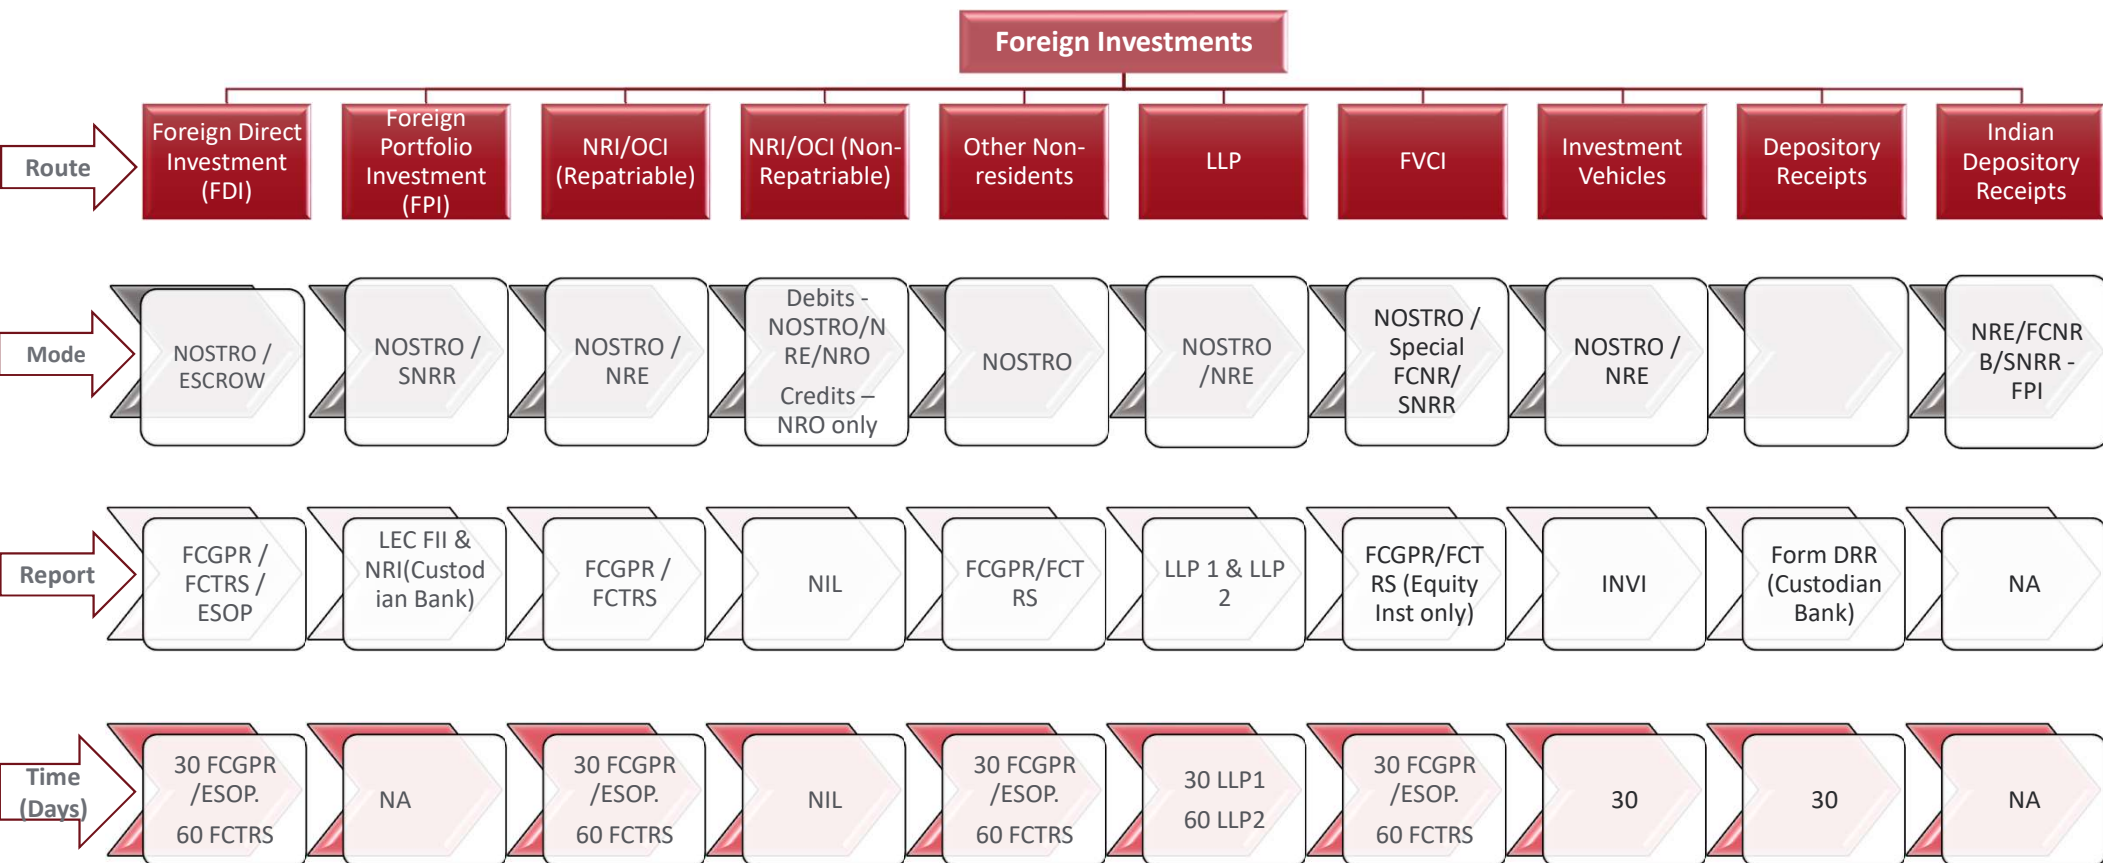 Foreign Investments
Route
Foreign Direct
Investment
(FDI)
Foreign
Portfolio
Investment
(FPI)
NRI/OCI
(Repatriable)
NRI/OCI (Non-
Repatriable)
Other Non-
residents
LLP
FVCI
Investment
Vehicles
Depository
Receipts
Indian
Depository
Receipts
Mode
NOSTRO /
ESCROW
NOSTRO /
SNRR
NOSTRO /
NRE
Debits -
NOSTRO/N
RE/NRO
Credits –
NRO only
NOSTRO
NOSTRO
/NRE
NOSTRO /
Special
FCNR/
SNRR
NOSTRO /
NRE
NRE/FCNR
B/SNRR -
FPI
Report
FCGPR /
FCTRS /
ESOP
LEC FII &
NRI(Custod
ian Bank)
FCGPR /
FCTRS
NIL
FCGPR/FCT
RS
LLP 1 & LLP
2
FCGPR/FCT
RS (Equity
Inst only)
INVI
Form DRR
(Custodian
Bank)
NA
Time
(Days)
30 FCGPR
/ESOP.
60 FCTRS
NA
30 FCGPR
/ESOP.
60 FCTRS
NIL
30 FCGPR
/ESOP.
60 FCTRS
30 LLP1
60 LLP2
30 FCGPR
/ESOP.
60 FCTRS
30
30
NA